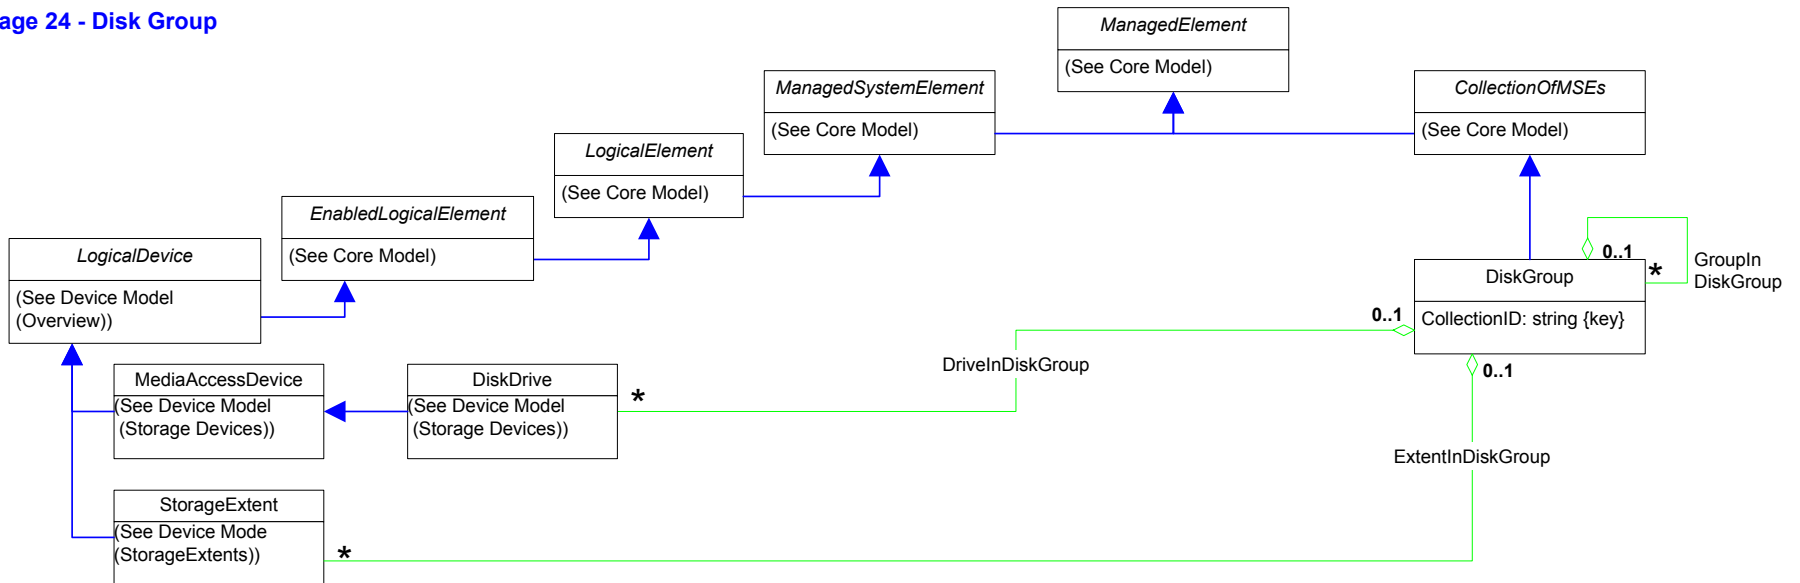 age 24 - Disk Group
ManagedElement
(See Core Model)
ManagedSystemElement
(See Core Model)
CollectionOfMSEs
(See Core Model)
LogicalElement
(See Core Model)
EnabledLogicalElement
(See Core Model)
LogicalDevice
(See Device Model
(Overview))
0..1
*
GroupIn
DiskGroup
DiskGroup
CollectionID: string {key}
0..1
DriveInDiskGroup
0..1
MediaAccessDevice
(See Device Model
(Storage Devices))
DiskDrive
(See Device Model
(Storage Devices))
*
ExtentInDiskGroup
StorageExtent
(See Device Mode
(StorageExtents))
*